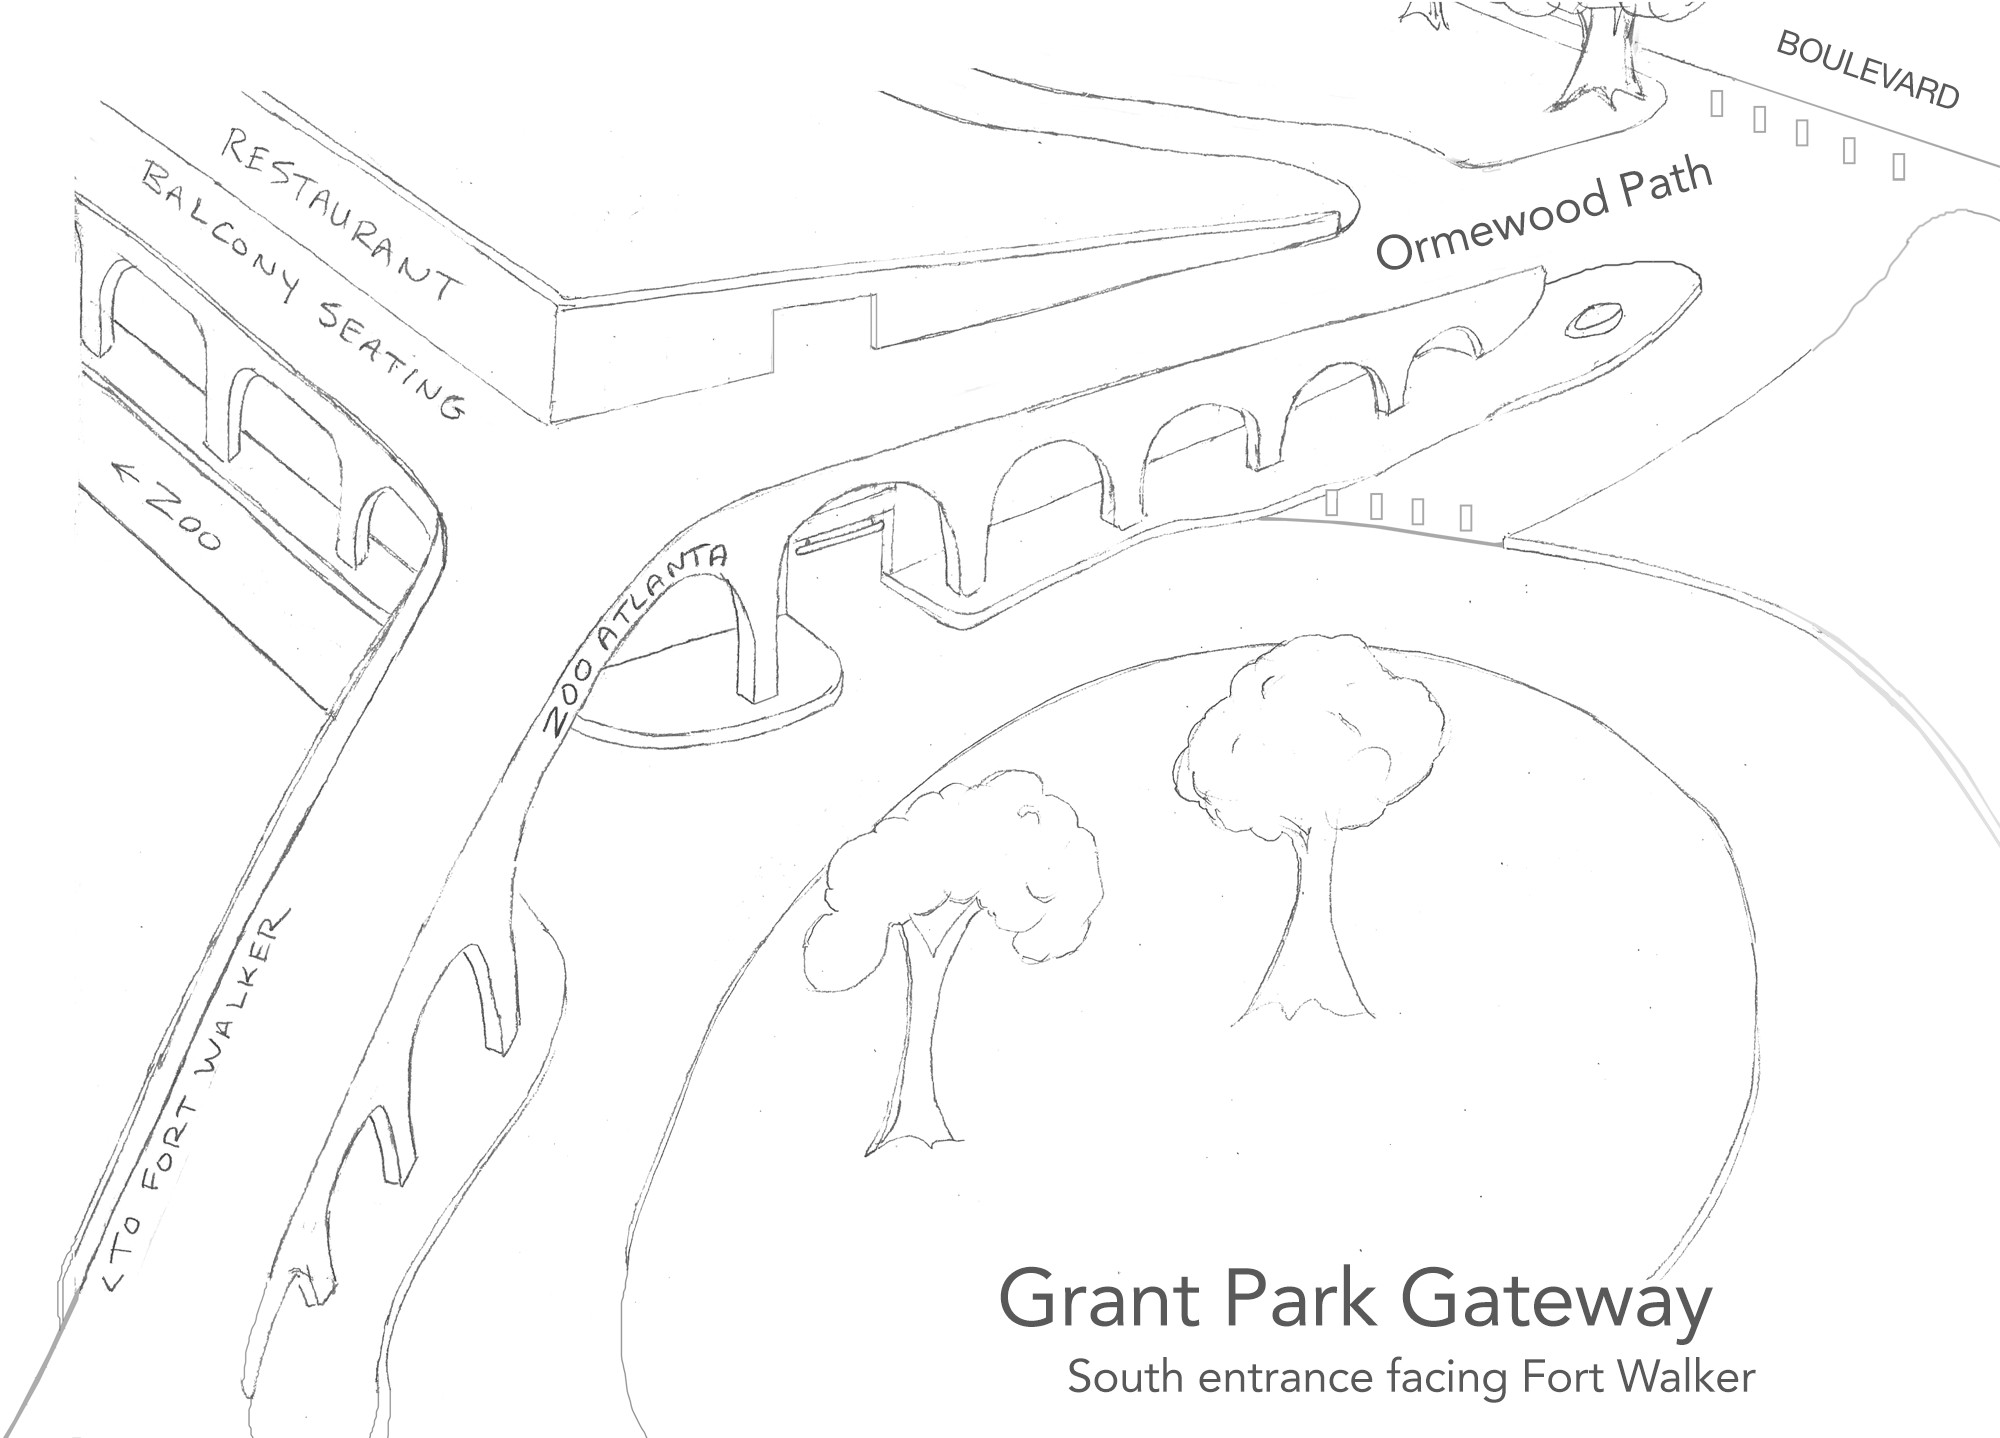 BOULEVARD
Ormewood Path
RESTAURANT
BALCONY SEATING
← ZOO
ZOO ATLANTA
< TO FORT WALKER
Grant Park Gateway
South entrance facing Fort Walker